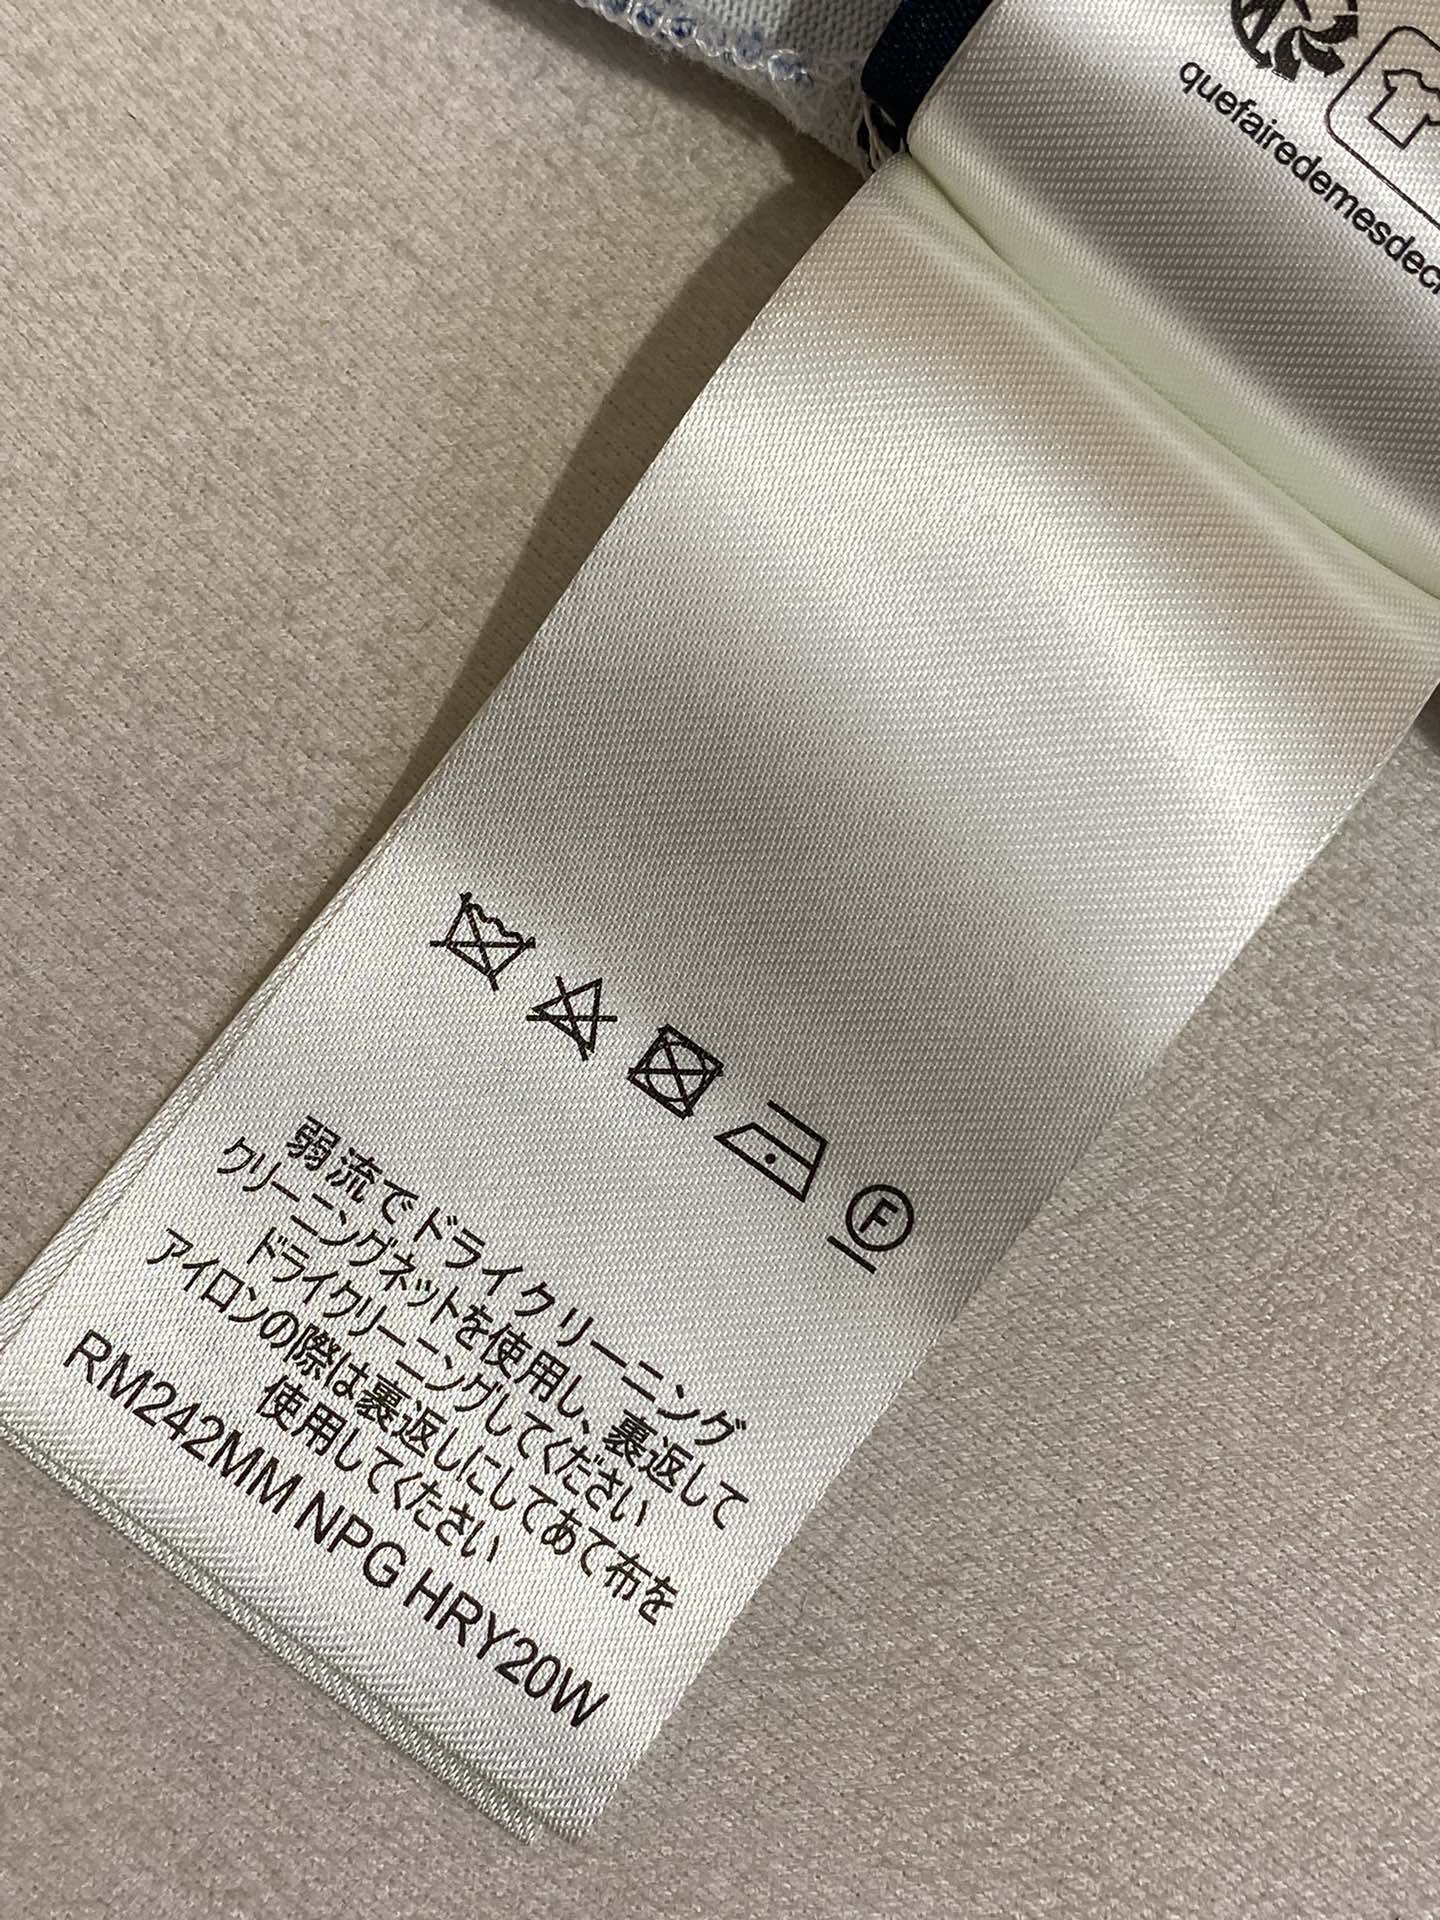 quefairedemesdec
F
弱流でドライクリーニング
クリーニングネットを使用し、裏返して
ドライクリーニングしてください
アイロンの際は裏返しにしてあて布を
使用してください
RM242MM NPG HRY20W